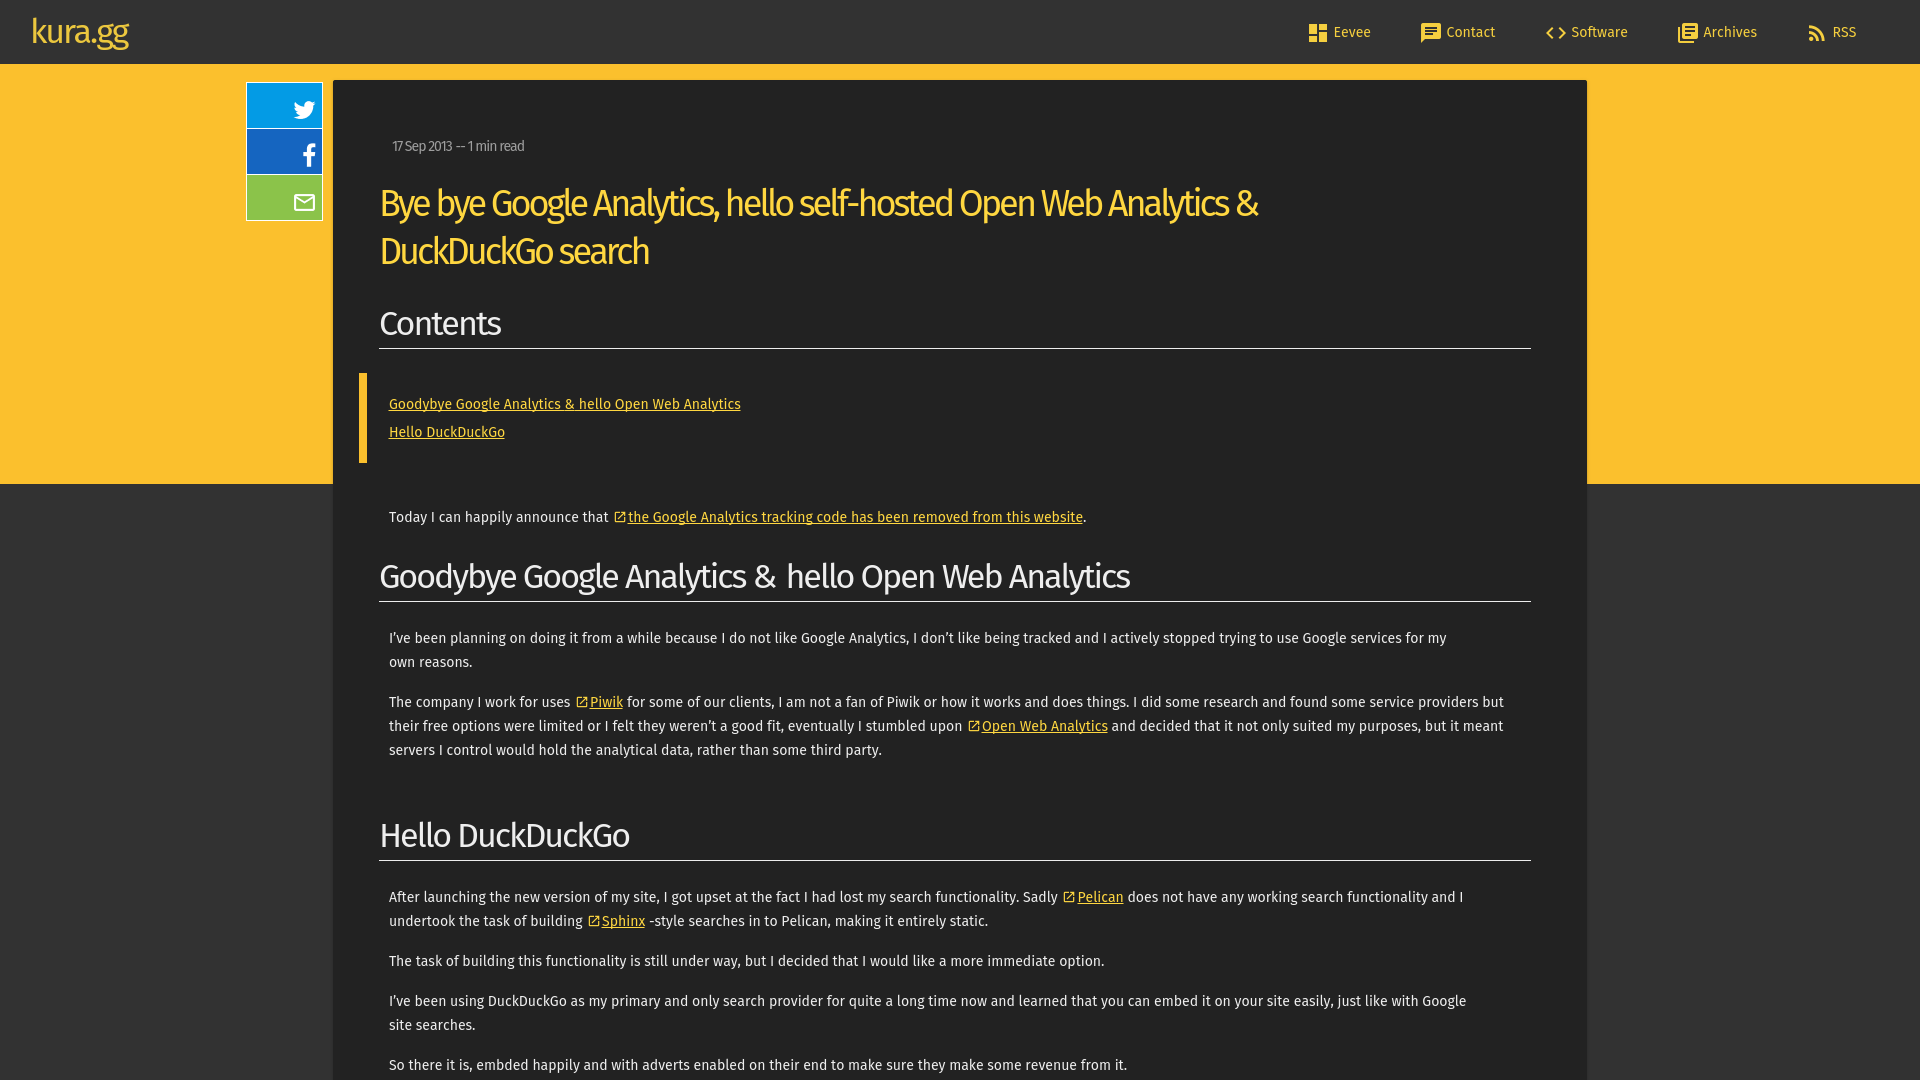 kura.gg
Eevee
Contact
Software
Archives
RSS
17 Sep 2013 -- 1 min read
Bye bye Google Analytics, hello self-hosted Open Web Analytics &
DuckDuckGo search
Contents
Goodybye Google Analytics & hello Open Web Analytics
Hello DuckDuckGo
Today I can happily announce that the Google Analytics tracking code has been removed from this website.
Goodybye Google Analytics & hello Open Web Analytics
I’ve been planning on doing it from a while because I do not like Google Analytics, I don’t like being tracked and I actively stopped trying to use Google services for my
own reasons.
The company I work for uses Piwik for some of our clients, I am not a fan of Piwik or how it works and does things. I did some research and found some service providers but
their free options were limited or I felt they weren’t a good fit, eventually I stumbled upon Open Web Analytics and decided that it not only suited my purposes, but it meant
servers I control would hold the analytical data, rather than some third party.
Hello DuckDuckGo
After launching the new version of my site, I got upset at the fact I had lost my search functionality. Sadly Pelican does not have any working search functionality and I
undertook the task of building Sphinx -style searches in to Pelican, making it entirely static.
The task of building this functionality is still under way, but I decided that I would like a more immediate option.
I’ve been using DuckDuckGo as my primary and only search provider for quite a long time now and learned that you can embed it on your site easily, just like with Google
site searches.
So there it is, embded happily and with adverts enabled on their end to make sure they make some revenue from it.